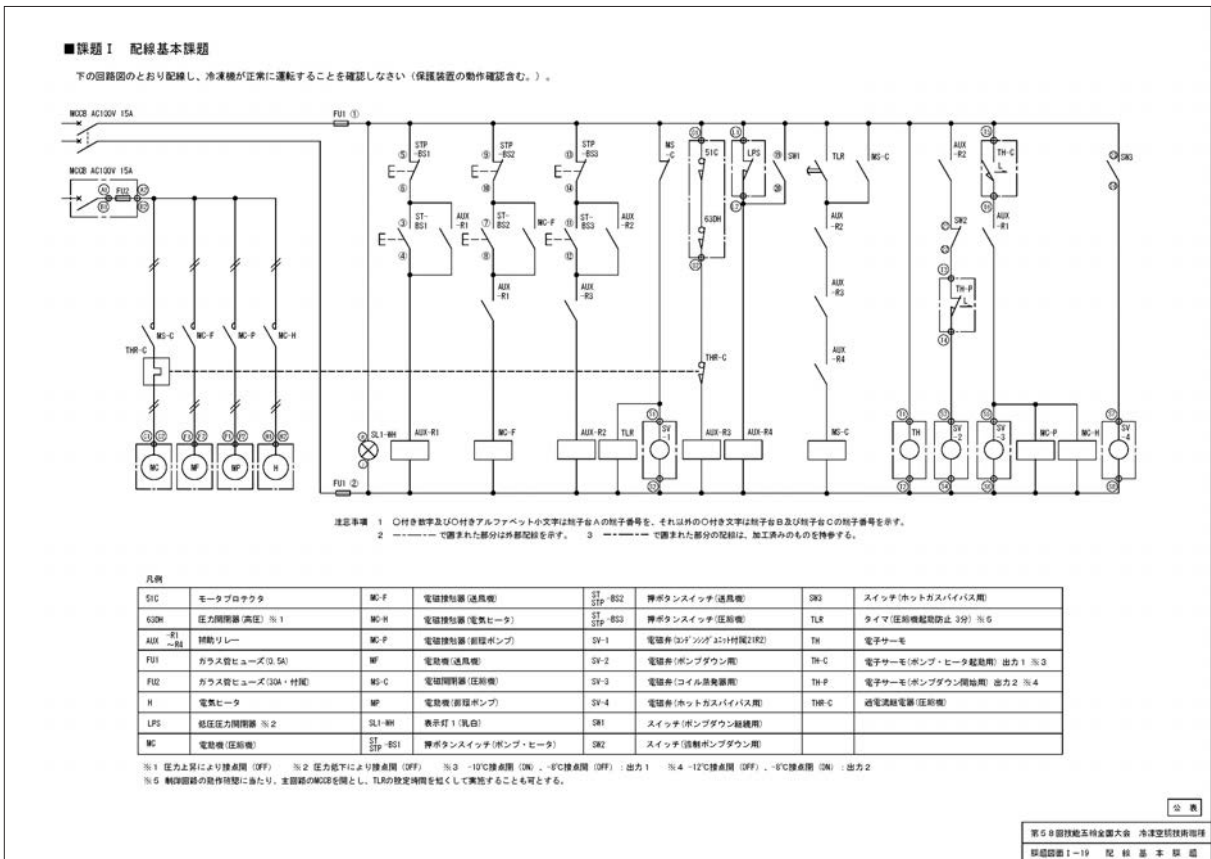 ■課題Ⅰ 配線基本課題
下の回路図のとおり配線し、冷凍機が正常に運転することを確認しなさい（保護装置の動作確認含む。）。
MCCB AC100V 15A
FU1 ①
MCCB AC100V 15A
FU2
MS-C
MC-F
MC-P
MC-H
THR-C
MC
MF
MP
H
FU1 ②
SL1-WH
⑤ STP
-BS1
⑥
③ ST-
BS1
④
AUX
-R1
AUX-R1
⑨ STP
-BS2
⑩
⑦ ST-
BS2
⑧
MC-F
AUX
-R1
MC-F
⑬ STP
-BS3
⑭
⑪ ST-
BS3
⑫
AUX
-R2
AUX
-R3
AUX-R2
TLR
MS
-C
SV
-1
51C
63DH
THR-C
AUX-R3
LPS
⑲ SW1
⑳
AUX-R4
TLR
MS-C
AUX
-R2
AUX
-R3
AUX
-R4
MS-C
TH
AUX
-R2
SW2
TH-P
L
SV
-2
TH-C
L
AUX
-R1
SV
-3
MC-P
MC-H
SW3
SV
-4
注意事項 1 〇付き数字及び〇付きアルファベット小文字は端子台Aの端子番号を、それ以外の〇付き文字は端子台B及び端子台Cの端子番号を示す。
2 —-—-— で囲まれた部分は外部配線を示す。 3 —-—-— で囲まれた部分の配線は、加工済みのものを持参する。
凡例
51C モータプロテクタ MC-F 電磁接触器(送風機) ST STP -BS2 押ボタンスイッチ(送風機) SW3 スイッチ(ホットガスバイパス用)
63DH 圧力開閉器(高圧) ※1 MC-H 電磁接触器(電気ヒータ) ST STP -BS3 押ボタンスイッチ(圧縮機) TLR タイマ(圧縮機起動防止 3分) ※5
AUX -R1 ～R4 補助リレー MC-P 電磁接触器(循環ポンプ) SV-1 電磁弁(コンデンシングユニット付属21R2) TH 電子サーモ
FU1 ガラス管ヒューズ(0.5A) MF 電動機(送風機) SV-2 電磁弁(ポンプダウン用) TH-C 電子サーモ(ポンプ・ヒータ起動用) 出力1 ※3
FU2 ガラス管ヒューズ(30A・付属) MS-C 電磁開閉器(圧縮機) SV-3 電磁弁(コイル蒸発器用) TH-P 電子サーモ(ポンプダウン開始用) 出力2 ※4
H 電気ヒータ MP 電動機(循環ポンプ) SV-4 電磁弁(ホットガスバイパス用) THR-C 過電流継電器(圧縮機)
LPS 低圧圧力開閉器 ※2 SL1-WH 表示灯1(乳白) SW1 スイッチ(ポンプダウン継続用)
MC 電動機(圧縮機) ST STP -BS1 押ボタンスイッチ(ポンプ・ヒータ) SW2 スイッチ(強制ポンプダウン用)
※1 圧力上昇により接点開(OFF) ※2 圧力低下により接点開(OFF) ※3 -10℃接点閉(ON)、-8℃接点開(OFF)：出力1 ※4 -12℃接点開(OFF)、-8℃接点閉(ON)：出力2
※5 制御回路の動作確認に当たり、主回路のMCCBを開とし、TLRの設定時間を短くして実施することも可とする。
公 表
第58回技能五輪全国大会 冷凍空調技術職種
課題図面Ⅰ-19 配 線 基 本 課 題